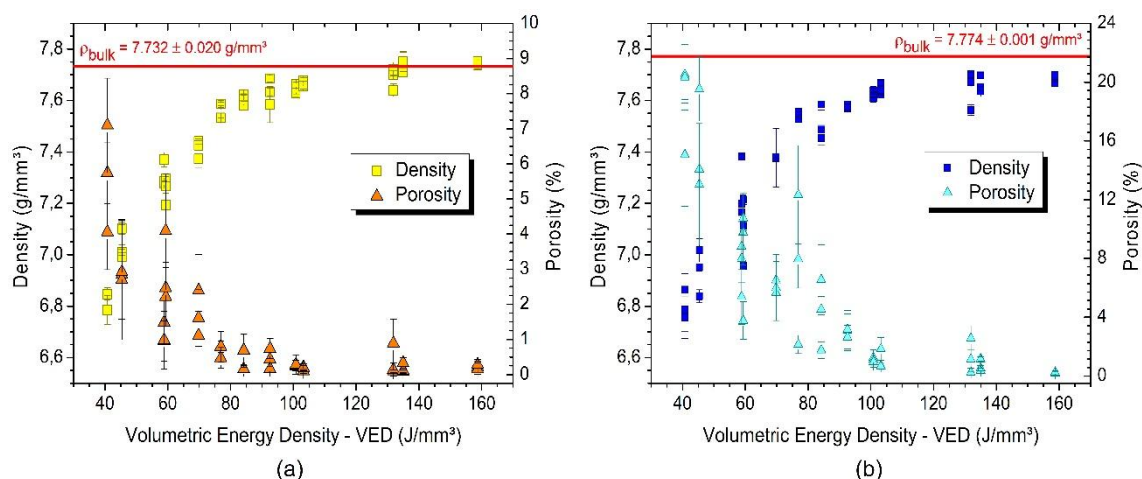 ρbulk = 7.732 ± 0.020 g/mm³
Density
Porosity
7,8
7,6
7,4
7,2
7,0
6,8
6,6
Density (g/mm³)
10
9
8
7
6
5
4
3
2
1
0
Porosity (%)
40 60 80 100 120 140 160
Volumetric Energy Density - VED (J/mm³)
(a)
ρbulk = 7.774 ± 0.001 g/mm³
Density
Porosity
7,8
7,6
7,4
7,2
7,0
6,8
6,6
Density (g/mm³)
24
20
16
12
8
4
0
Porosity (%)
40 60 80 100 120 140 160
Volumetric Energy Density - VED (J/mm³)
(b)